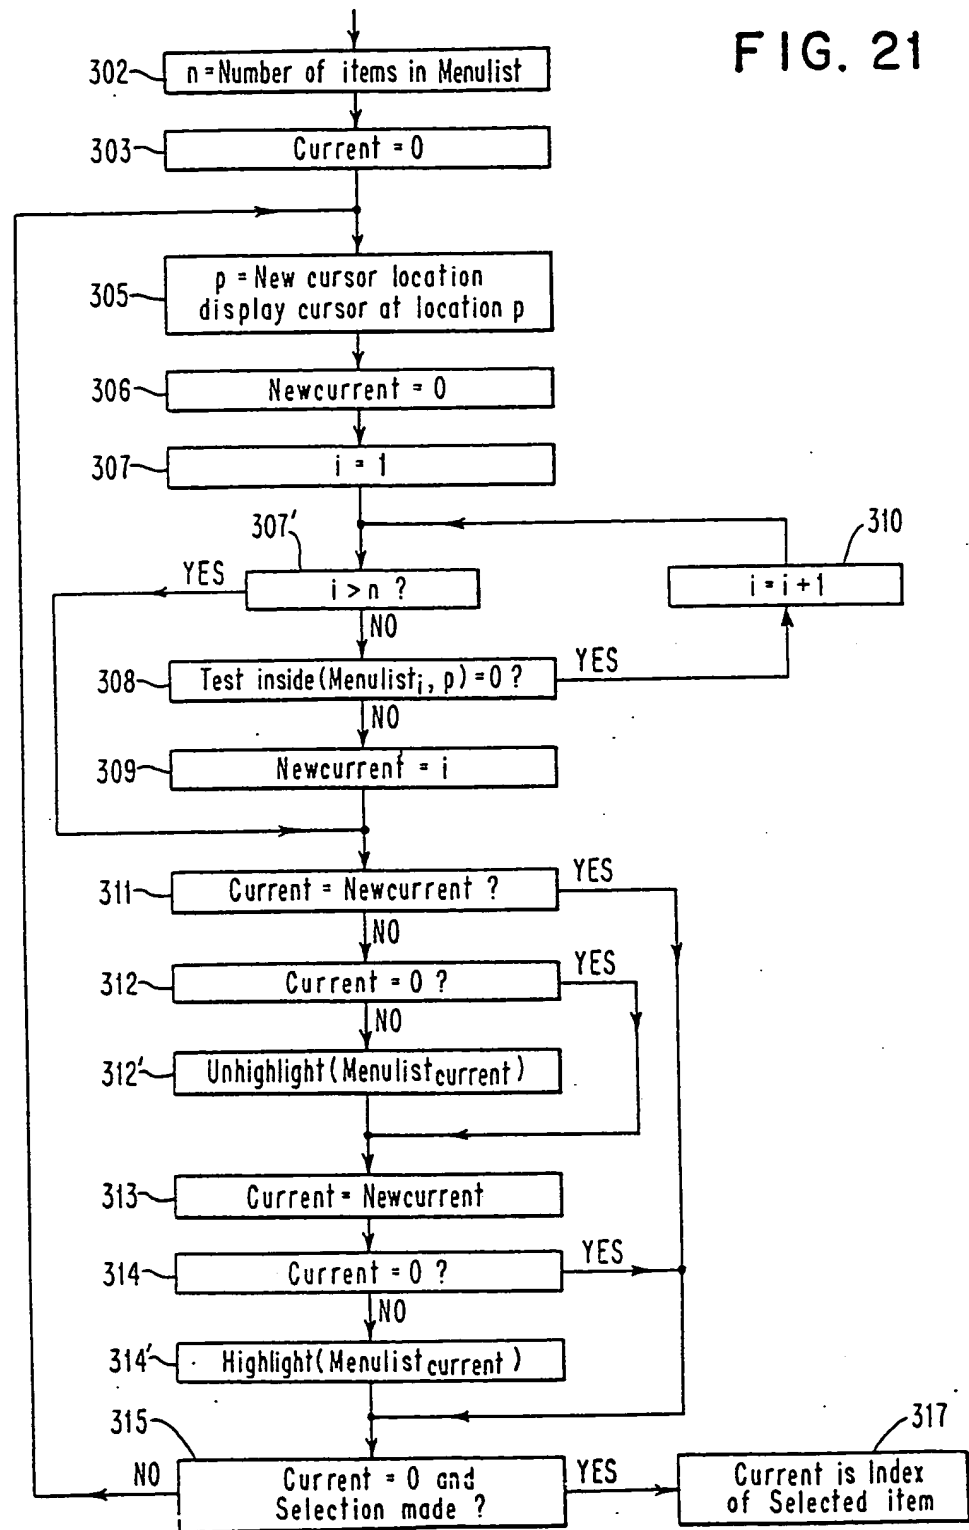 FIG. 21
302
n = Number of items in Menulist
303
Current = 0
305
p = New cursor location
display cursor at location p
306
Newcurrent = 0
307
i = 1
307'
310
YES
i > n ?
i = i + 1
NO
308
Test inside (Menulisti, p) = 0 ?
YES
NO
309
Newcurrent = i
311
Current = Newcurrent ?
YES
NO
312
Current = 0 ?
YES
NO
312'
Unhighlight (Menulistcurrent)
313
Current = Newcurrent
314
Current = 0 ?
YES
NO
314'
Highlight (Menulistcurrent)
315
317
NO
Current = 0 and
Selection made ?
YES
Current is Index
of Selected item